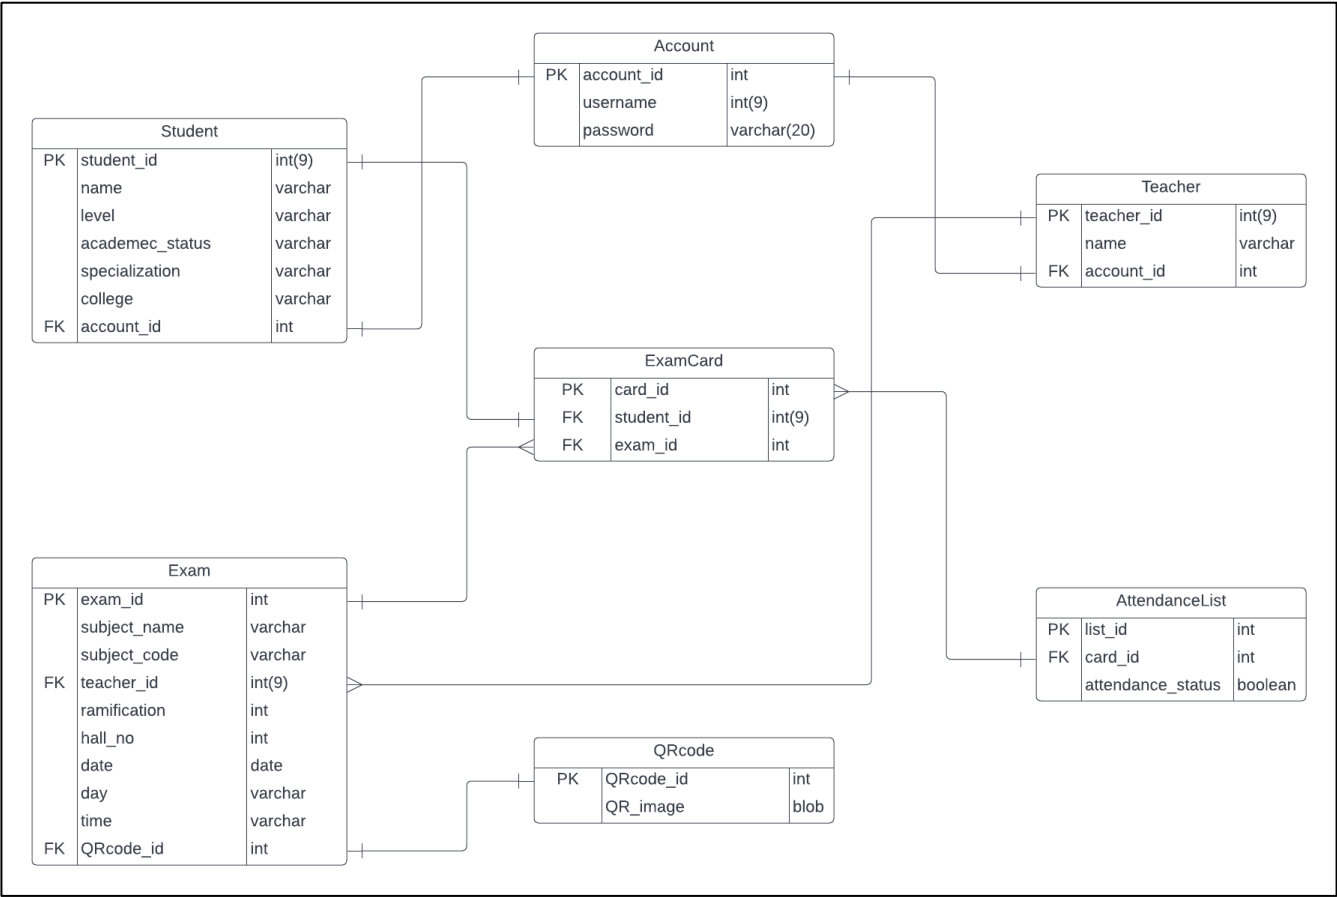 Account
PK account_id int
username int(9)
password varchar(20)
Student
PK student_id int(9)
name varchar
level varchar
academec_status varchar
specialization varchar
college varchar
FK account_id int
Teacher
PK teacher_id int(9)
name varchar
FK account_id int
ExamCard
PK card_id int
FK student_id int(9)
FK exam_id int
Exam
PK exam_id int
subject_name varchar
subject_code varchar
FK teacher_id int(9)
ramification int
hall_no int
date date
day varchar
time varchar
FK QRcode_id int
AttendanceList
PK list_id int
FK card_id int
attendance_status boolean
QRcode
PK QRcode_id int
QR_image blob